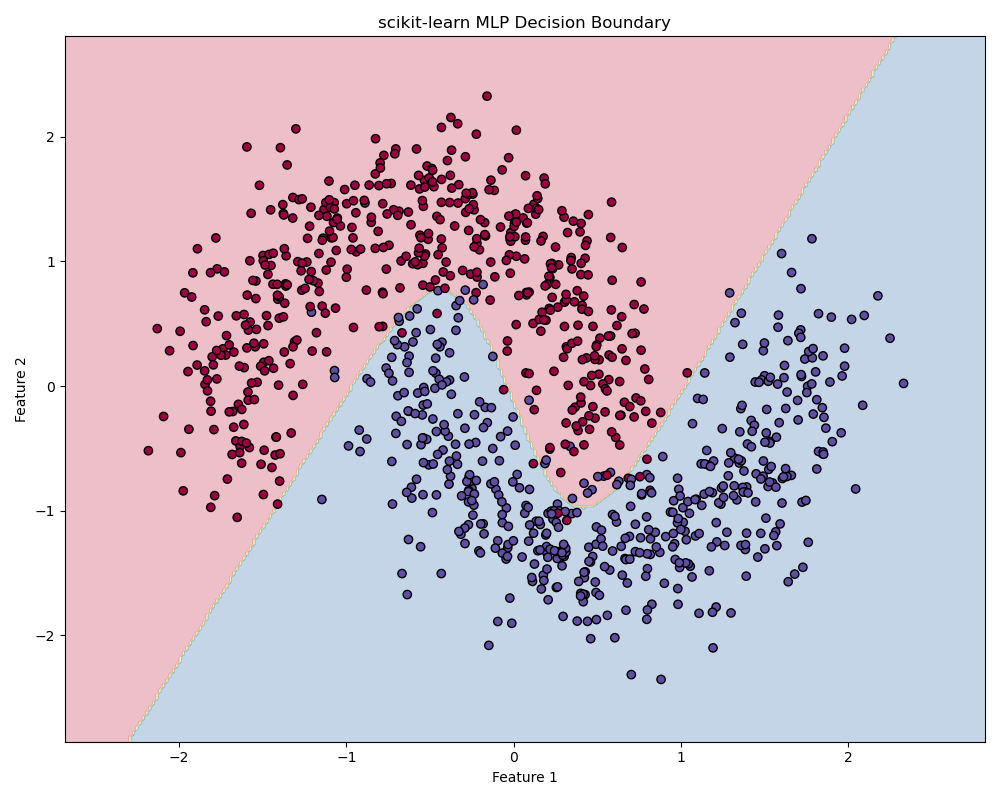 scikit-learn MLP Decision Boundary
2
1
0
−1
−2
Feature 2
−2 −1 0 1 2
Feature 1